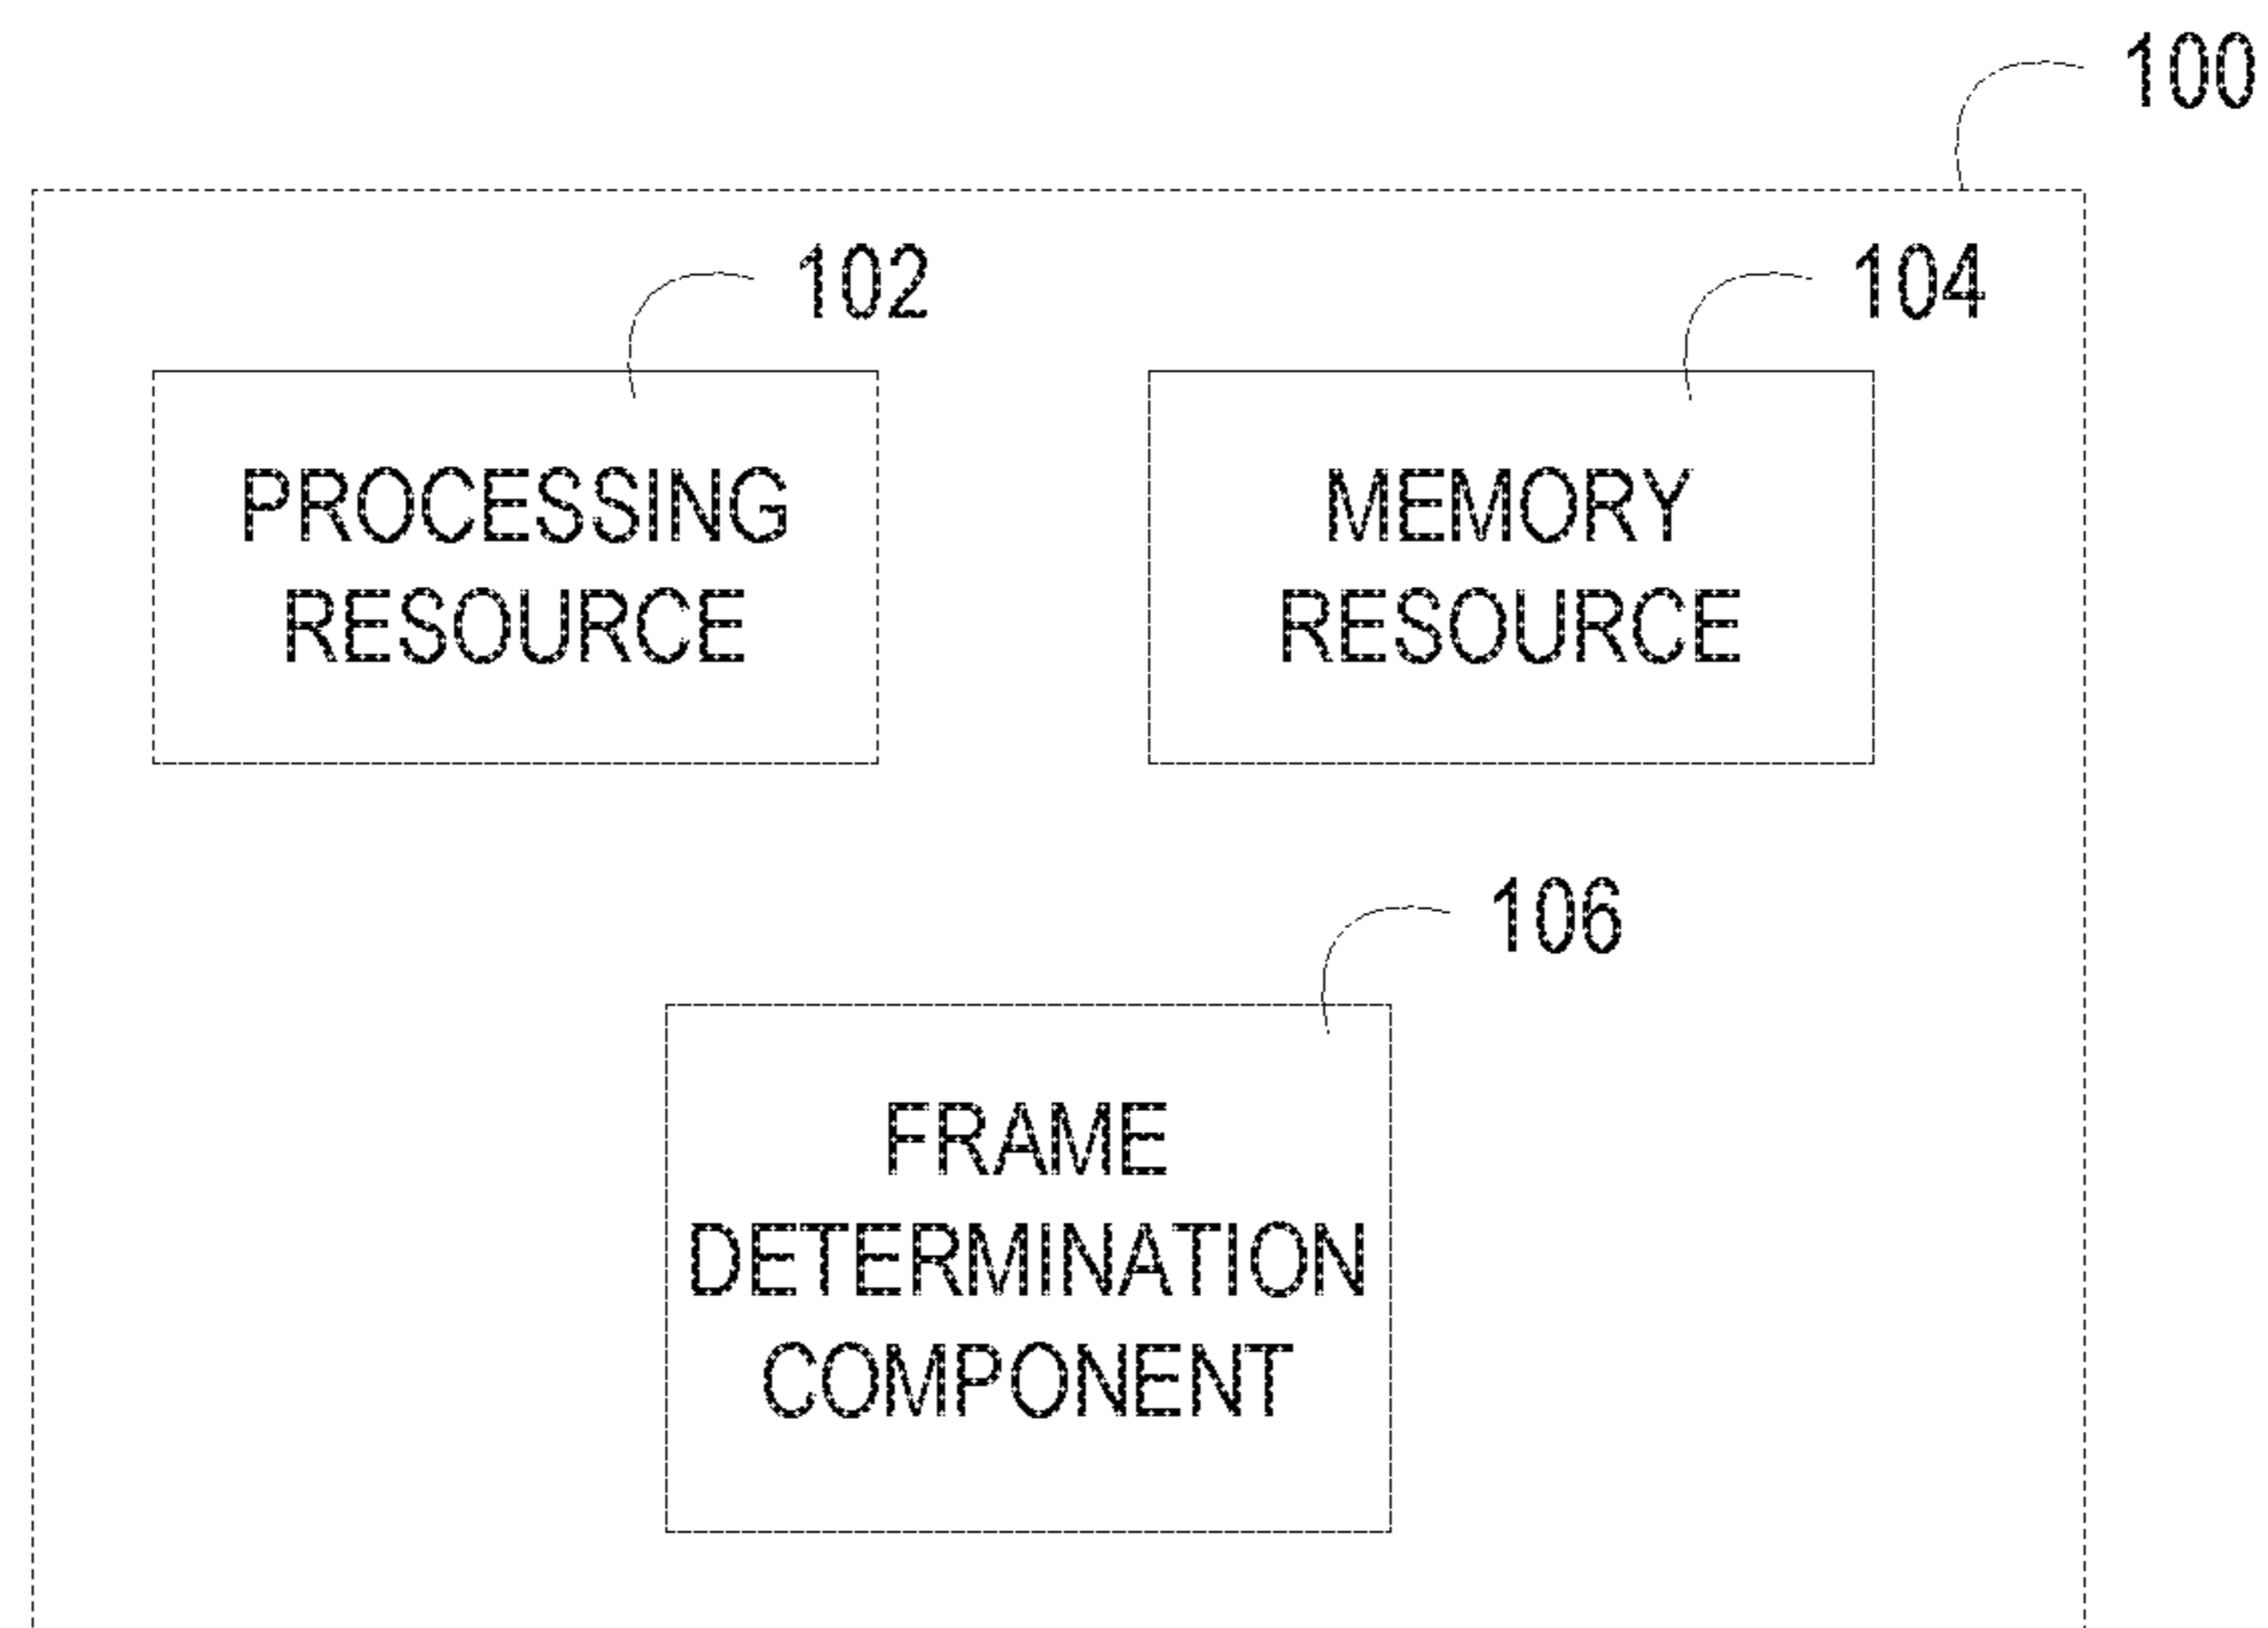 100
102
104
PROCESSING
RESOURCE
MEMORY
RESOURCE
106
FRAME
DETERMINATION
COMPONENT